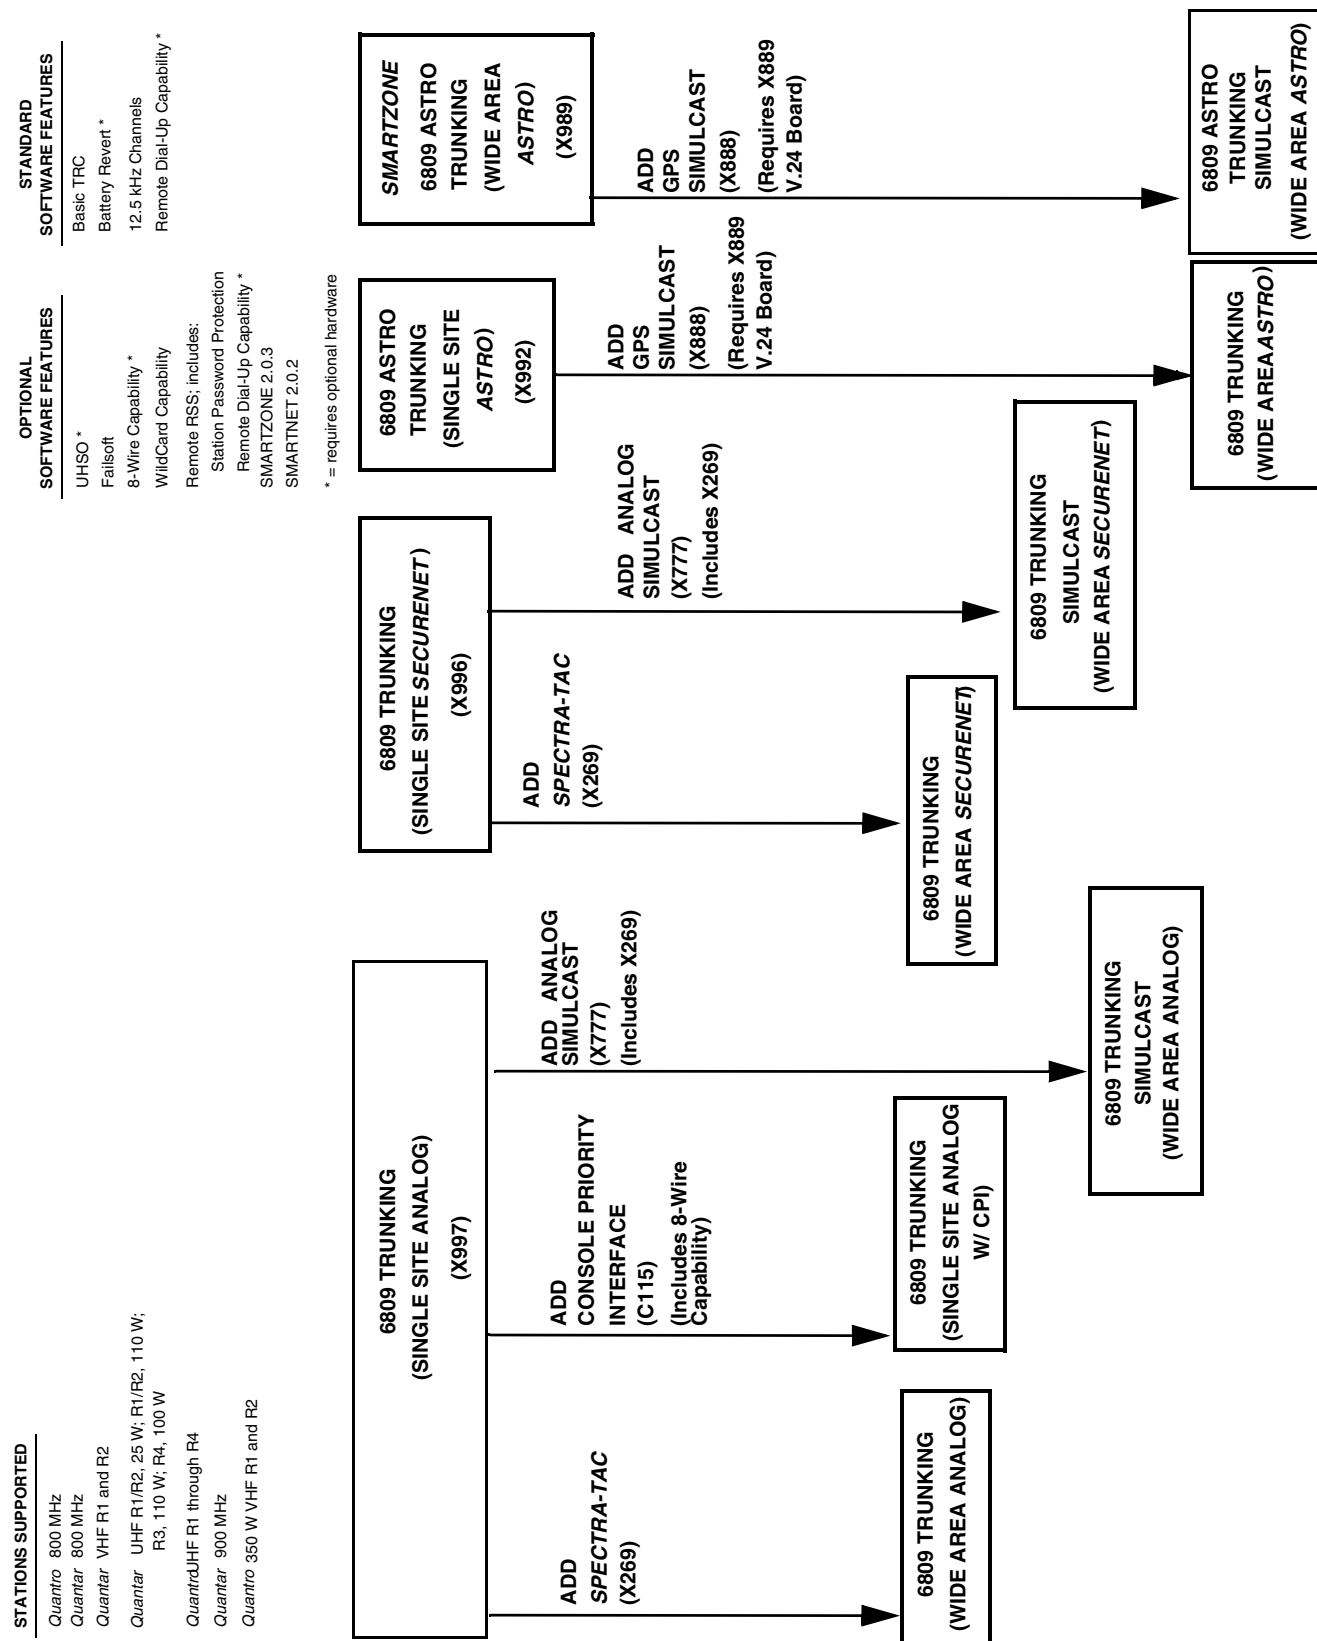 STATIONS SUPPORTED
Quantro 800 MHz
Quantar 800 MHz
Quantar VHF R1 and R2
Quantar UHF R1/R2, 25 W; R1/R2, 110 W;
R3, 110 W; R4, 100 W
QuantroUHF R1 through R4
Quantar 900 MHz
Quantro 350 W VHF R1 and R2
OPTIONAL
SOFTWARE FEATURES
UHSO *
Failsoft
8-Wire Capability *
WildCard Capability
Remote RSS; includes:
Station Password Protection
Remote Dial-Up Capability *
SMARTZONE 2.0.3
SMARTNET 2.0.2
* = requires optional hardware
STANDARD
SOFTWARE FEATURES
Basic TRC
Battery Revert *
12.5 kHz Channels
Remote Dial-Up Capability *
6809 TRUNKING
(SINGLE SITE ANALOG)
(X997)
ADD
SPECTRA-TAC
(X269)
6809 TRUNKING
(WIDE AREA ANALOG)
ADD
CONSOLE PRIORITY
INTERFACE
(C115)
(Includes 8-Wire
Capability)
6809 TRUNKING
(SINGLE SITE ANALOG
W/ CPI)
ADD ANALOG
SIMULCAST
(X777)
(Includes X269)
6809 TRUNKING
SIMULCAST
(WIDE AREA ANALOG)
6809 TRUNKING
(SINGLE SITE SECURENET)
(X996)
ADD
SPECTRA-TAC
(X269)
6809 TRUNKING
(WIDE AREA SECURENET)
ADD ANALOG
SIMULCAST
(X777)
(Includes X269)
6809 TRUNKING
SIMULCAST
(WIDE AREA SECURENET)
6809 ASTRO
TRUNKING
(SINGLE SITE
ASTRO)
(X992)
ADD
GPS
SIMULCAST
(X888)
(Requires X889
V.24 Board)
6809 TRUNKING
(WIDE AREA ASTRO)
SMARTZONE
6809 ASTRO
TRUNKING
(WIDE AREA
ASTRO)
(X989)
ADD
GPS
SIMULCAST
(X888)
(Requires X889
V.24 Board)
6809 ASTRO
TRUNKING
SIMULCAST
(WIDE AREA ASTRO)